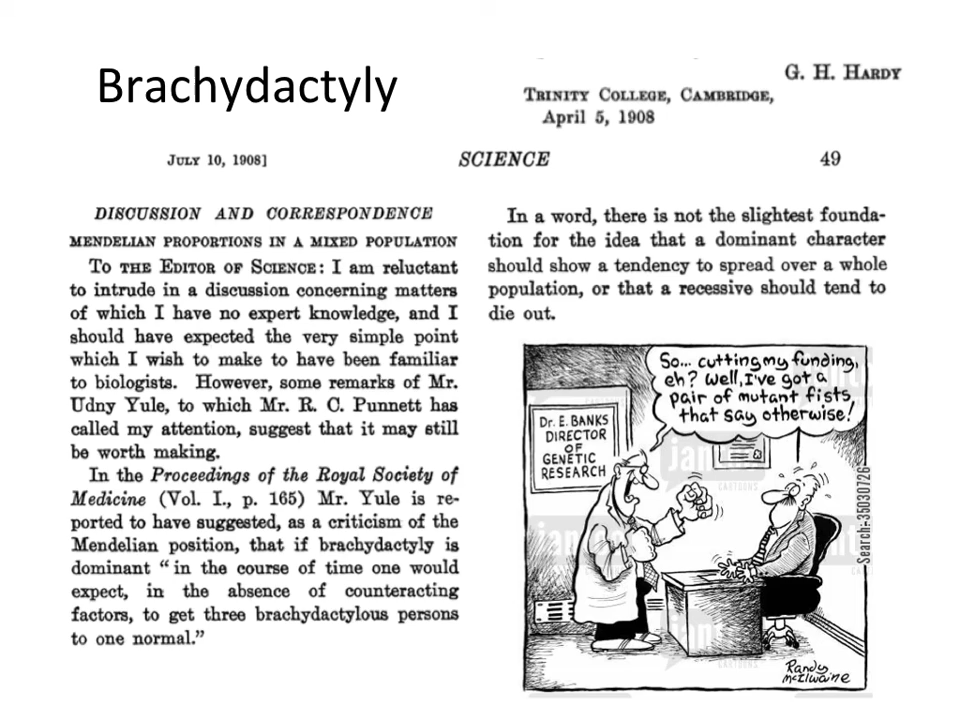 Brachydactyly
G. H. HARDY
TRINITY COLLEGE, CAMBRIDGE,
April 5, 1908
JULY 10, 1908]
SCIENCE
49
DISCUSSION AND CORRESPONDENCE
MENDELIAN PROPORTIONS IN A MIXED POPULATION
TO THE EDITOR OF SCIENCE: I am reluctant
to intrude in a discussion concerning matters
of which I have no expert knowledge, and I
should have expected the very simple point
which I wish to make to have been familiar
to biologists. However, some remarks of Mr.
Udny Yule, to which Mr. R. C. Punnett has
called my attention, suggest that it may still
be worth making.
In the Proceedings of the Royal Society of
Medicine (Vol. I., p. 165) Mr. Yule is re-
ported to have suggested, as a criticism of the
Mendelian position, that if brachydactyly is
dominant “ in the course of time one would
expect, in the absence of counteracting
factors, to get three brachydactylous persons
to one normal.”
In a word, there is not the slightest founda-
tion for the idea that a dominant character
should show a tendency to spread over a whole
population, or that a recessive should tend to
die out.
So... cutting my funding,
eh? Well, I've got a
pair of mutant fists
that say otherwise!
Dr. E. BANKS
DIRECTOR
OF
GENETIC
RESEARCH
Search: 35030726
Randy
McIlwaine